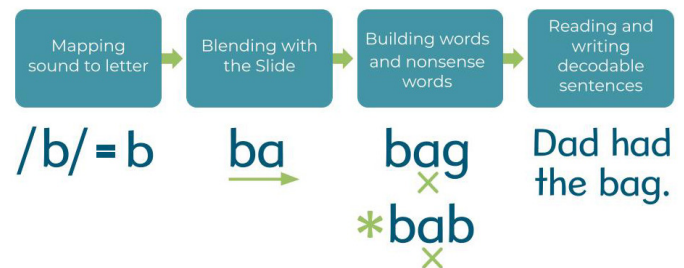 Mapping
sound to letter
Blending with
the Slide
Building words
and nonsense
words
Reading and
writing
decodable
sentences
/b/ = b
ba
bag
*bab
Dad had
the bag.